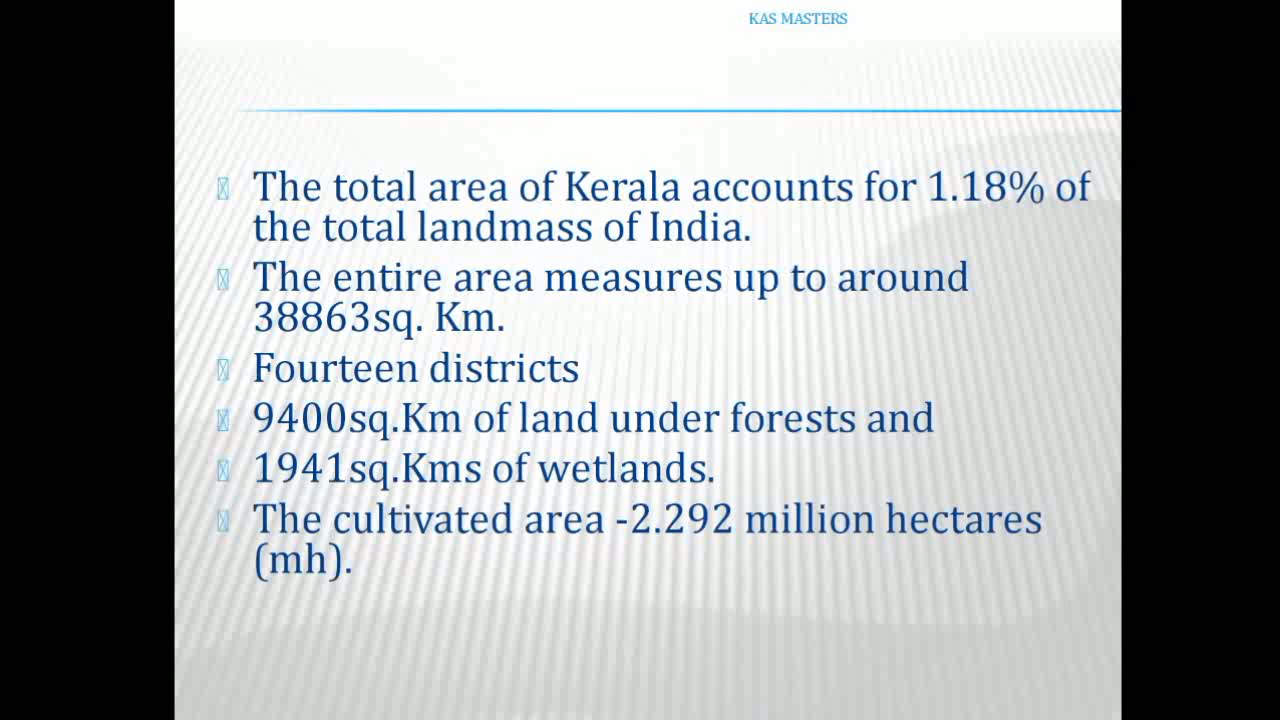 KAS MASTERS
The total area of Kerala accounts for 1.18% of
the total landmass of India.
The entire area measures up to around
38863sq. Km.
Fourteen districts
9400sq.Km of land under forests and
1941sq.Kms of wetlands.
The cultivated area -2.292 million hectares
(mh).